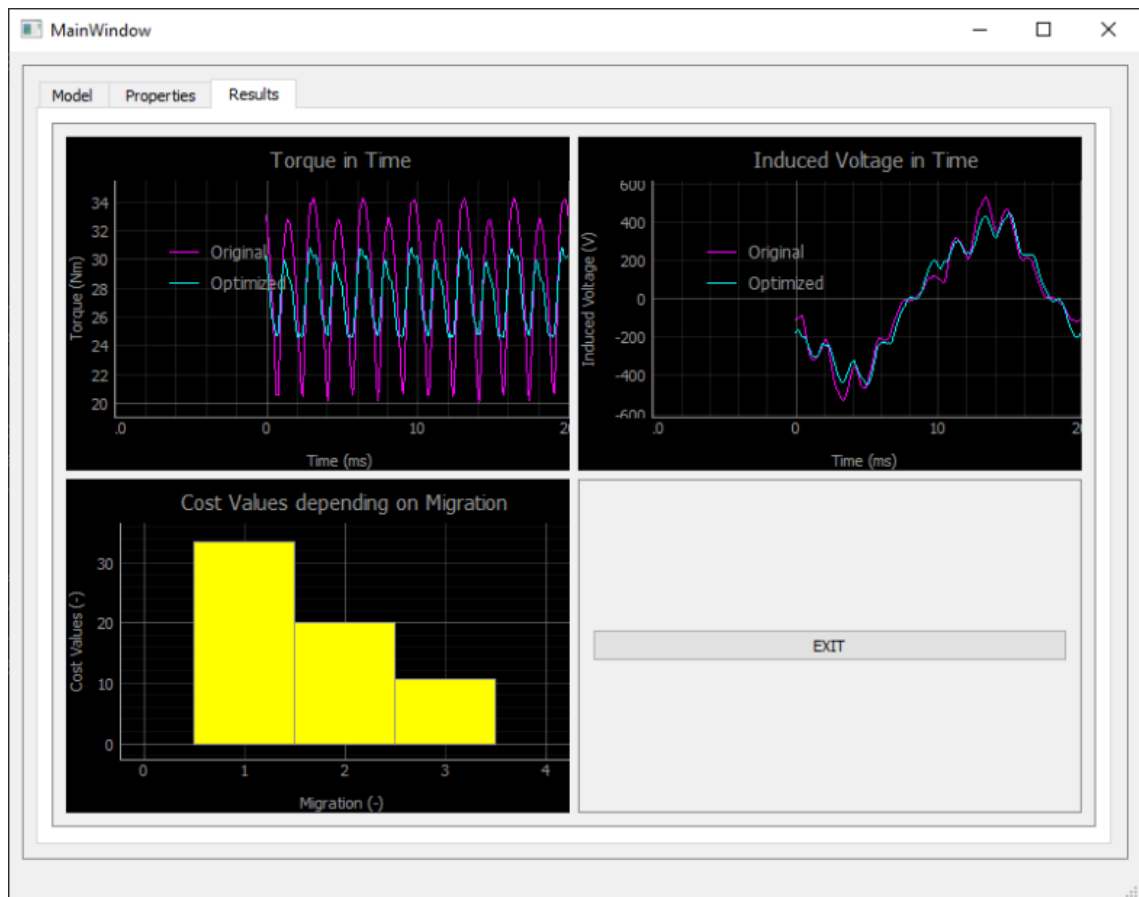 MainWindow
Model Properties Results
Torque in Time
34
32
30
28
26
24
22
20
Torque (Nm)
Original
Optimized
.0 0 10 20
Time (ms)
Induced Voltage in Time
600
400
200
0
-200
-400
-600
Induced Voltage (V)
Original
Optimized
.0 0 10 20
Time (ms)
Cost Values depending on Migration
30
20
10
0
Cost Values (-)
0 1 2 3 4
Migration (-)
EXIT